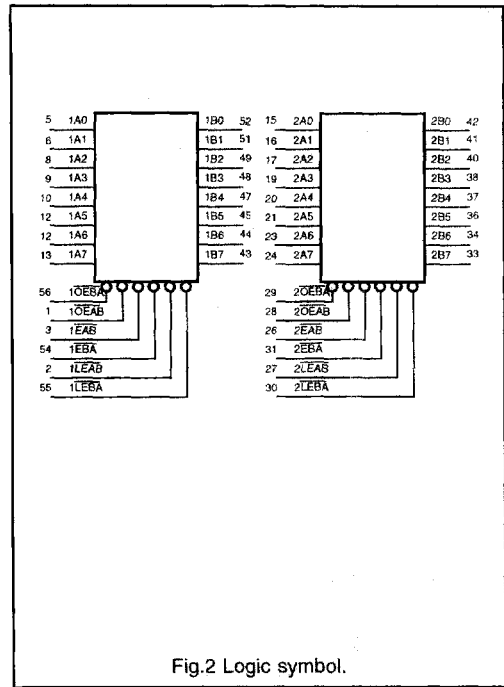 5 1A0 1B0 52 15 2A0 2B0 42
6 1A1 1B1 51 16 2A1 2B1 41
8 1A2 1B2 49 17 2A2 2B2 40
9 1A3 1B3 48 19 2A3 2B3 38
10 1A4 1B4 47 20 2A4 2B4 37
12 1A5 1B5 45 21 2A5 2B5 36
12 1A6 1B6 44 23 2A6 2B6 34
13 1A7 1B7 43 24 2A7 2B7 33
56 1OEBA 29 2OEBA
1 1OEAB 28 2OEAB
3 1EAB 26 2EAB
54 1EBA 31 2EBA
2 1LEAB 27 2LEAB
55 1LEBA 30 2LEBA
Fig.2 Logic symbol.